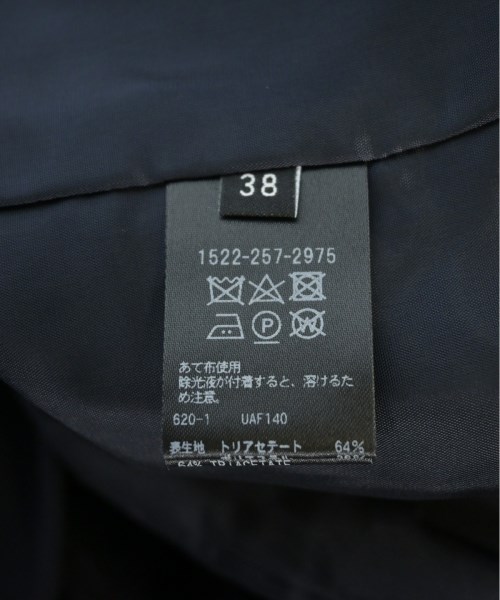 38
1522-257-2975
P W
あて布使用
除光液が付着すると、溶けるた
め注意。
620-1 UAF140
表生地 トリアセテート 64%
64% TRIACETATE